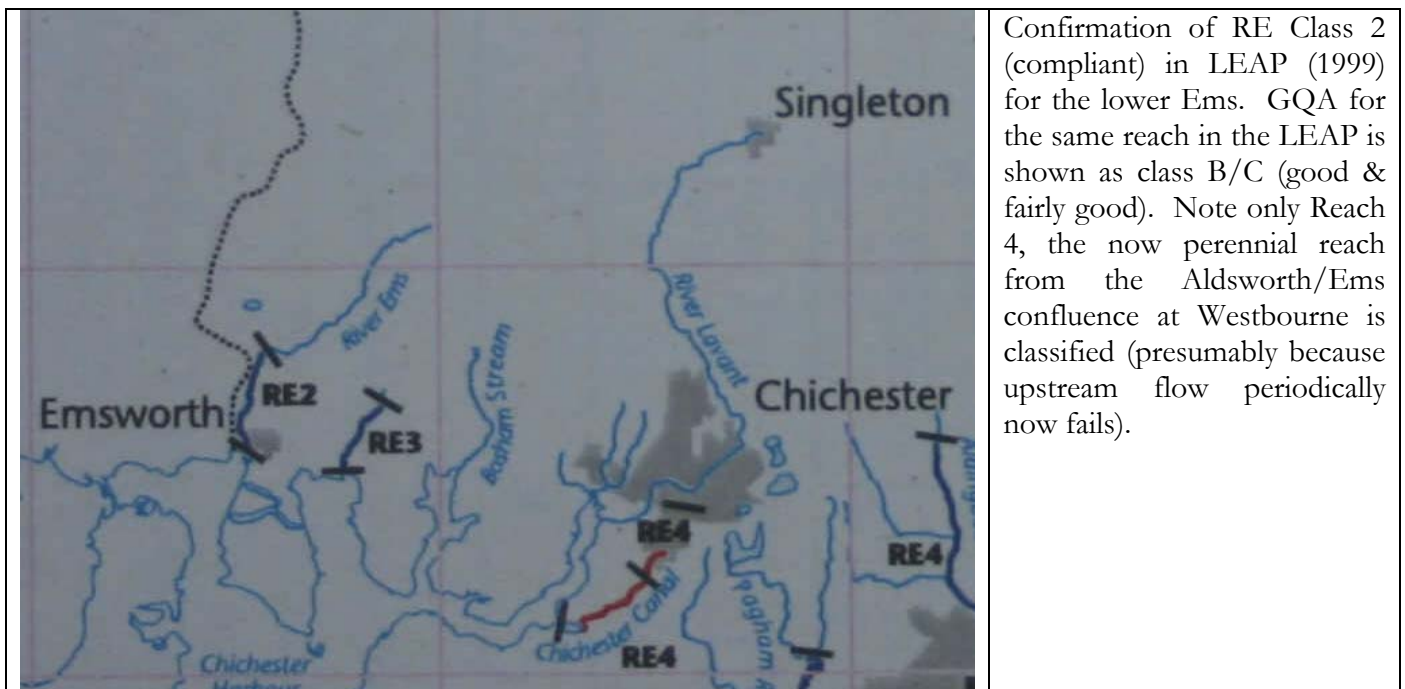 Singleton
River Ems
River Lavant
Bosham Stream
Chichester
Emsworth
RE2
RE3
RE4
RE4
Chichester Canal
RE4
Pagham
Chichester
Harbour
Confirmation of RE Class 2
(compliant) in LEAP (1999)
for the lower Ems. GQA for
the same reach in the LEAP is
shown as class B/C (good &
fairly good). Note only Reach
4, the now perennial reach
from the Aldsworth/Ems
confluence at Westbourne is
classified (presumably because
upstream flow periodically
now fails).